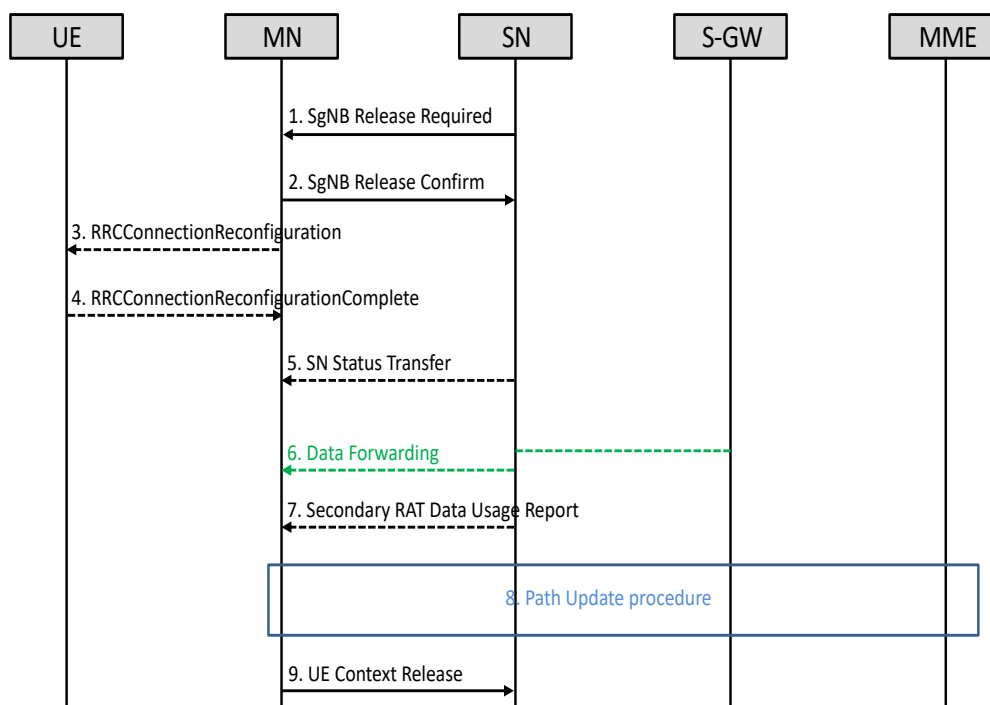 UE
MN
SN
S-GW
MME
1. SgNB Release Required
2. SgNB Release Confirm
3. RRCConnectionReconfiguration
4. RRCConnectionReconfigurationComplete
5. SN Status Transfer
6. Data Forwarding
7. Secondary RAT Data Usage Report
8. Path Update procedure
9. UE Context Release